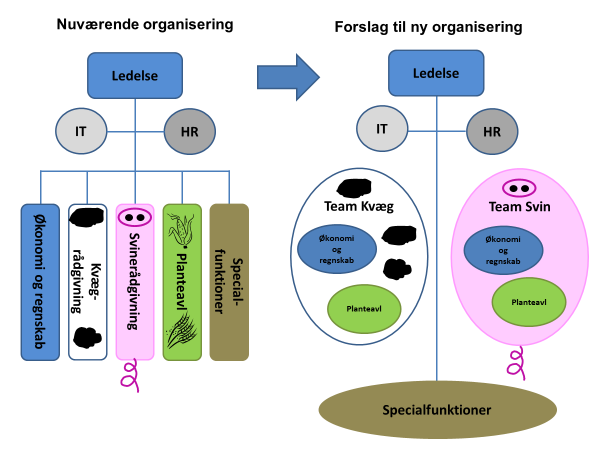 Nuværende organisering
Forslag til ny organisering
Ledelse
IT
HR
Økonomi og regnskab
Kvæg-
rådgivning
Svinerådgivning
Planteavl
Special-
funktioner
Ledelse
IT
HR
Team Kvæg
Økonomi
og
regnskab
Planteavl
Team Svin
Økonomi
og
regnskab
Planteavl
Specialfunktioner